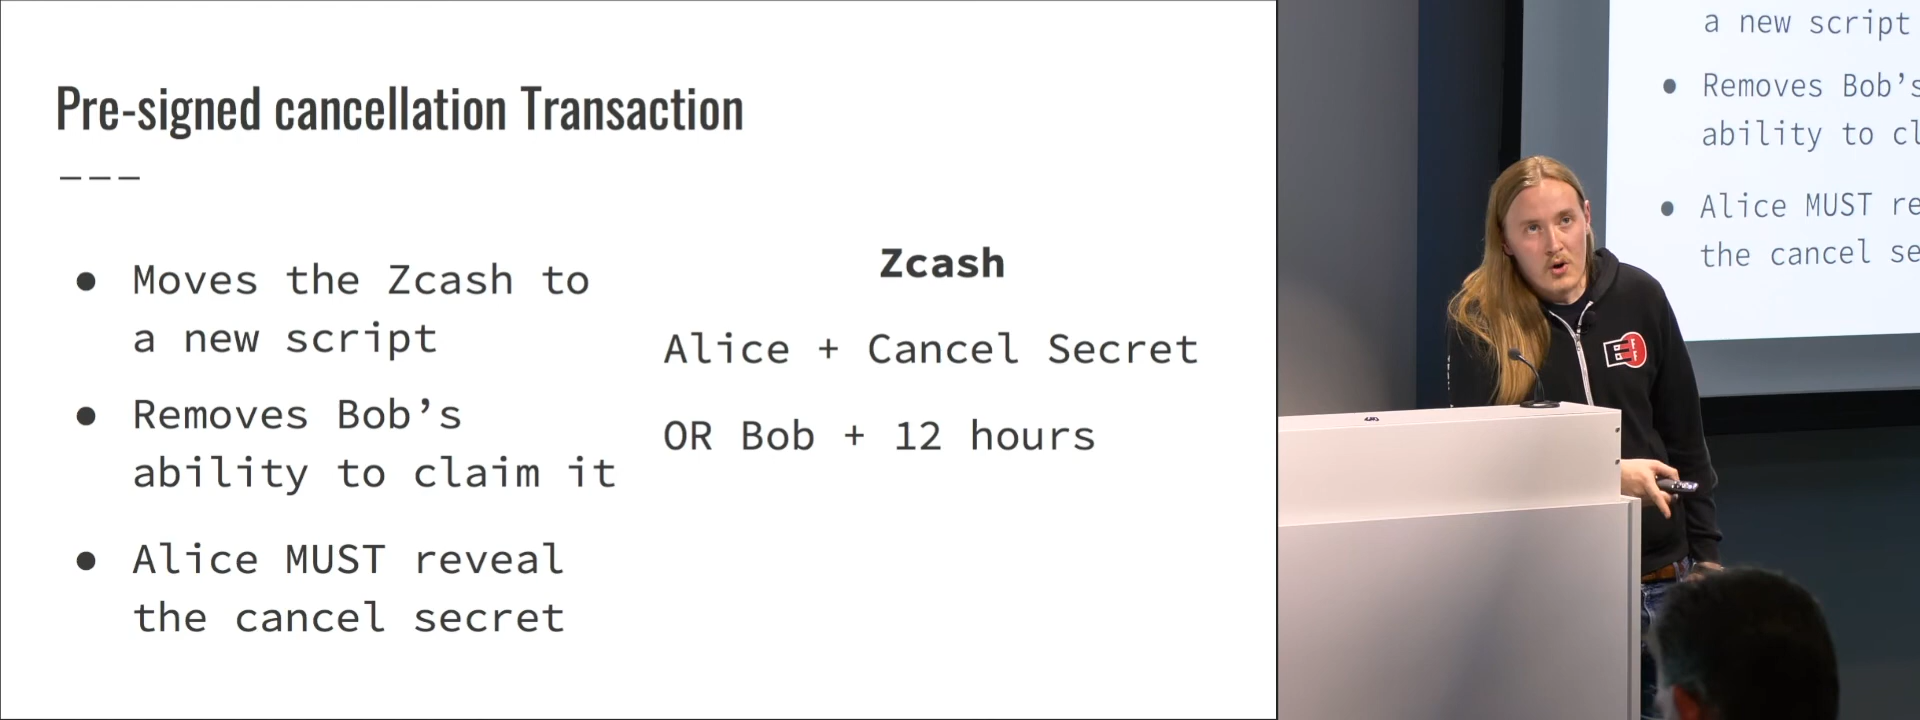 Pre-signed cancellation Transaction
---
● Moves the Zcash to
a new script
● Removes Bob’s
ability to claim it
● Alice MUST reveal
the cancel secret
Zcash
Alice + Cancel Secret
OR Bob + 12 hours
a new script
● Removes Bob’s
ability to cl
● Alice MUST re
the cancel se